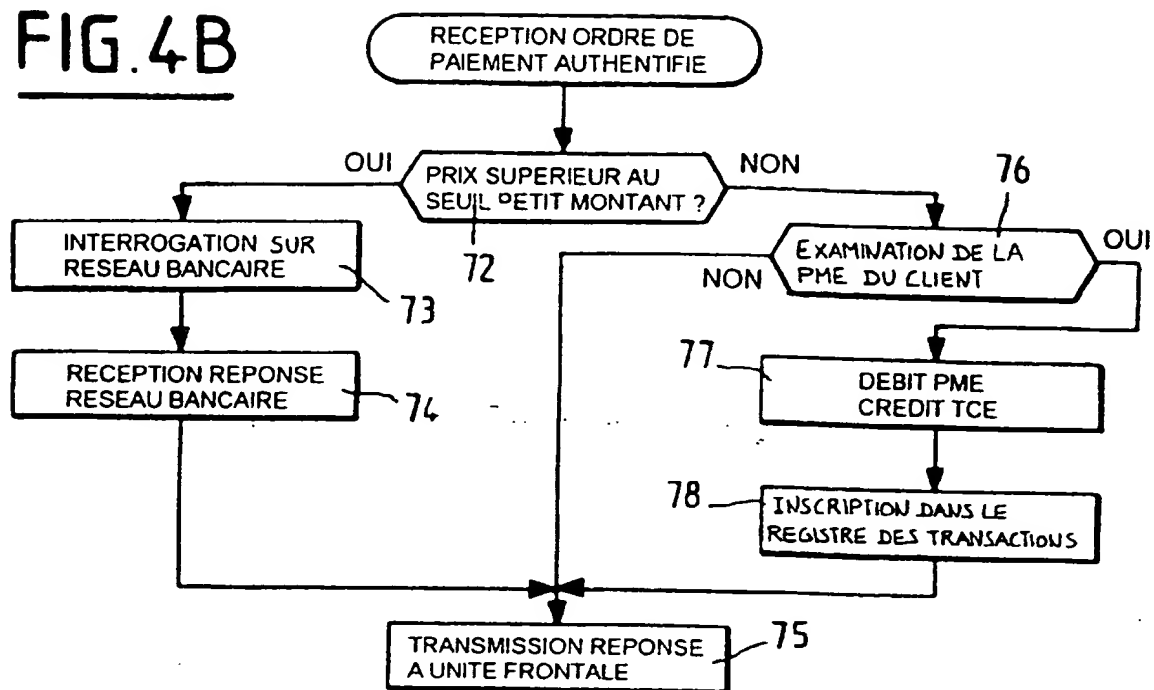 FIG.4B
RECEPTION ORDRE DE
PAIEMENT AUTHENTIFIE
OUI
NON
PRIX SUPERIEUR AU
SEUIL PETIT MONTANT ?
72
76
INTERROGATION SUR
RESEAU BANCAIRE
73
NON
EXAMINATION DE LA
PME DU CLIENT
OUI
RECEPTION REPONSE
RESEAU BANCAIRE
74
77
DEBIT PME
CREDIT TCE
78
INSCRIPTION DANS LE
REGISTRE DES TRANSACTIONS
TRANSMISSION REPONSE
A UNITE FRONTALE
75